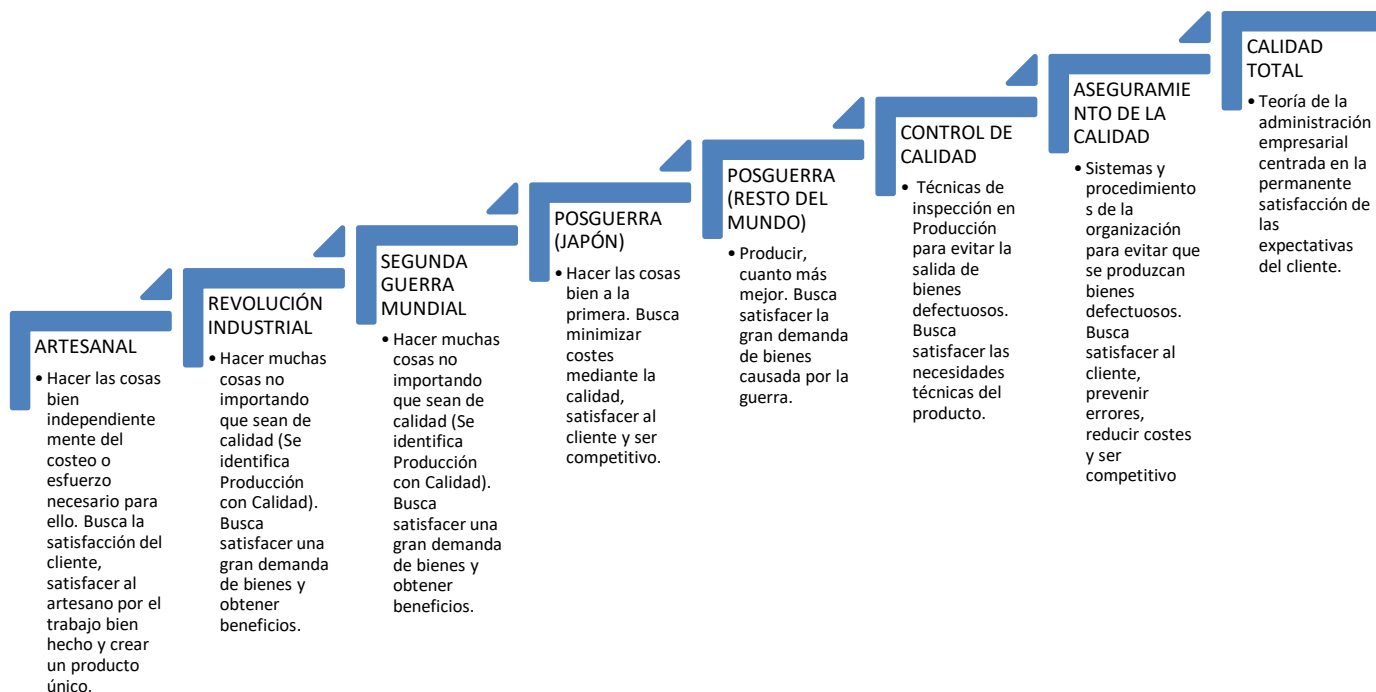 ARTESANAL
• Hacer las cosas
bien
independiente
mente del
costeo o
esfuerzo
necesario para
ello. Busca la
satisfacción del
cliente,
satisfacer al
artesano por el
trabajo bien
hecho y crear
un producto
único.
REVOLUCIÓN
INDUSTRIAL
• Hacer muchas
cosas no
importando
que sean de
calidad (Se
identifica
Producción
con Calidad).
Busca
satisfacer una
gran demanda
de bienes y
obtener
beneficios.
SEGUNDA
GUERRA
MUNDIAL
• Hacer muchas
cosas no
importando
que sean de
calidad (Se
identifica
Producción
con Calidad).
Busca
satisfacer una
gran demanda
de bienes y
obtener
beneficios.
POSGUERRA
(JAPÓN)
• Hacer las cosas
bien a la
primera. Busca
minimizar
costes
mediante la
calidad,
satisfacer al
cliente y ser
competitivo.
POSGUERRA
(RESTO DEL
MUNDO)
• Producir,
cuanto más
mejor. Busca
satisfacer la
gran demanda
de bienes
causada por la
guerra.
CONTROL DE
CALIDAD
• Técnicas de
inspección en
Producción
para evitar la
salida de
bienes
defectuosos.
Busca
satisfacer las
necesidades
técnicas del
producto.
ASEGURAMIE
NTO DE LA
CALIDAD
• Sistemas y
procedimiento
s de la
organización
para evitar que
se produzcan
bienes
defectuosos.
Busca
satisfacer al
cliente,
prevenir
errores,
reducir costes
y ser
competitivo
CALIDAD
TOTAL
• Teoría de la
administración
empresarial
centrada en la
permanente
satisfacción de
las
expectativas
del cliente.